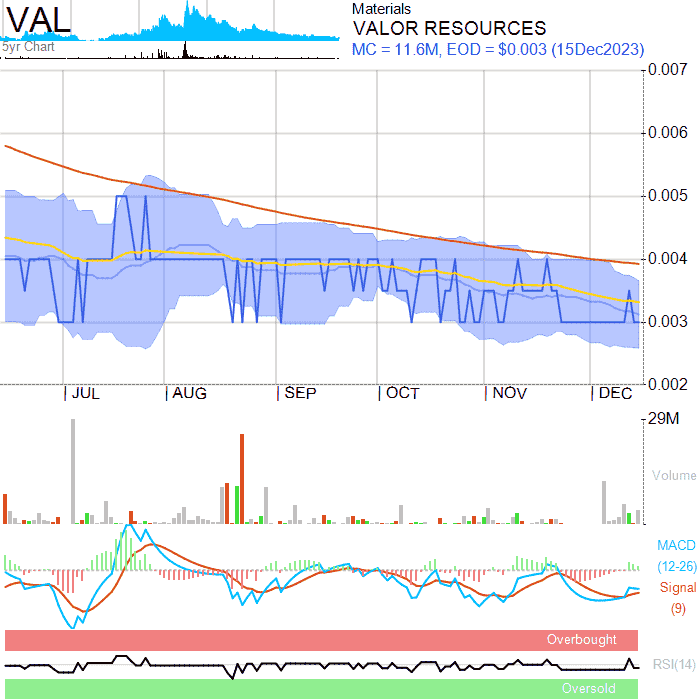 VAL
5yr Chart
Materials
VALOR RESOURCES
MC = 11.6M, EOD = $0.003 (15Dec2023)
0.007
0.006
0.005
0.004
0.003
0.002
JUL AUG SEP OCT NOV DEC
29M
Volume
MACD
(12-26)
Signal
(9)
Overbought
RSI(14)
Oversold